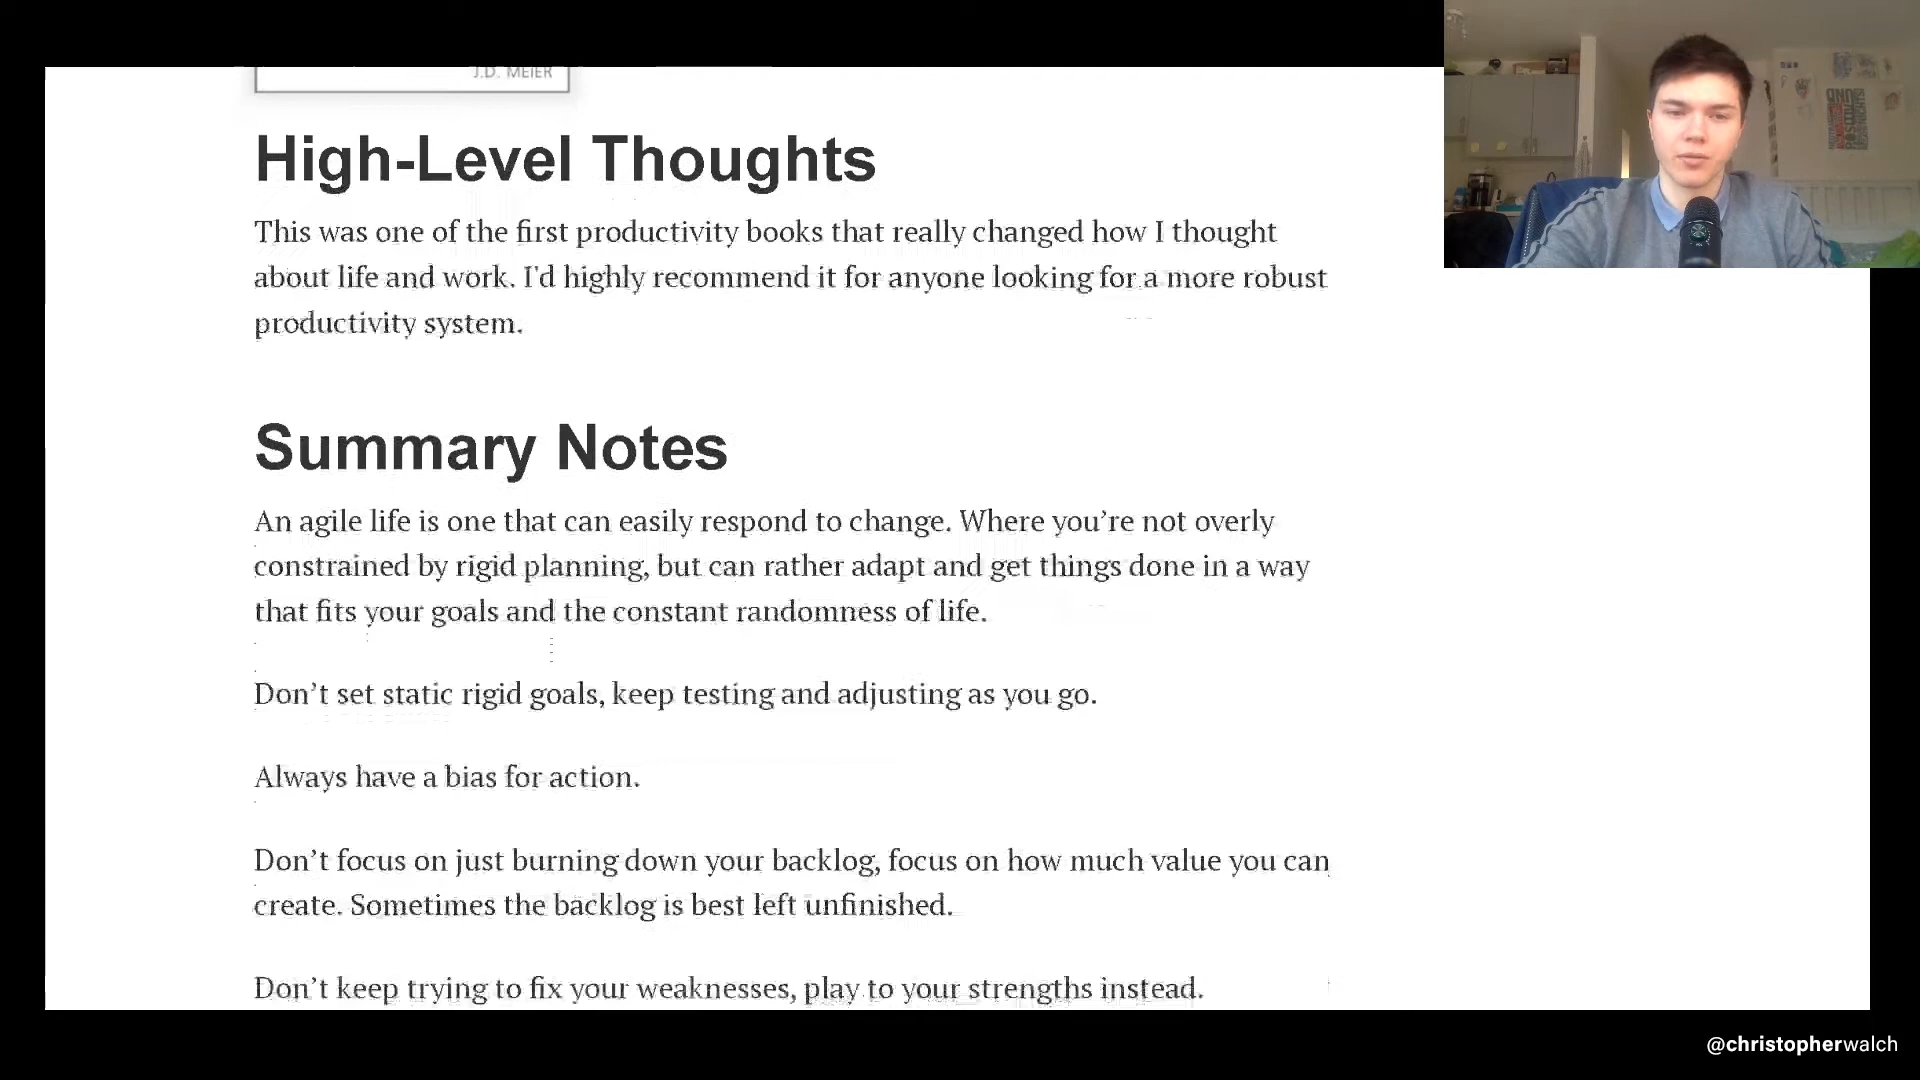 J.D. MEIER
High-Level Thoughts
This was one of the first productivity books that really changed how I thought
about life and work. I'd highly recommend it for anyone looking for a more robust
productivity system.
Summary Notes
An agile life is one that can easily respond to change. Where you’re not overly
constrained by rigid planning, but can rather adapt and get things done in a way
that fits your goals and the constant randomness of life.
Don’t set static rigid goals, keep testing and adjusting as you go.
Always have a bias for action.
Don’t focus on just burning down your backlog, focus on how much value you can
create. Sometimes the backlog is best left unfinished.
Don’t keep trying to fix your weaknesses, play to your strengths instead.
@christopherwalch